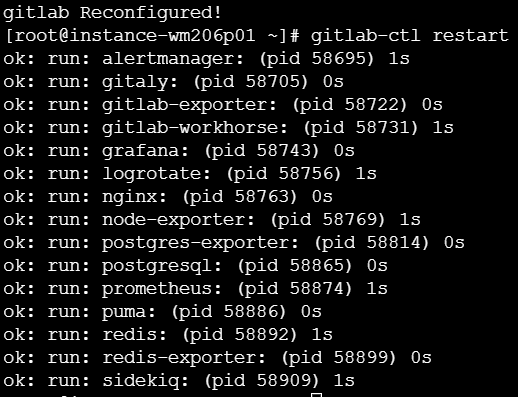 gitlab Reconfigured!
[root@instance-wm206p01 ~]# gitlab-ctl restart
ok: run: alertmanager: (pid 58695) 1s
ok: run: gitaly: (pid 58705) 0s
ok: run: gitlab-exporter: (pid 58722) 0s
ok: run: gitlab-workhorse: (pid 58731) 1s
ok: run: grafana: (pid 58743) 0s
ok: run: logrotate: (pid 58756) 1s
ok: run: nginx: (pid 58763) 0s
ok: run: node-exporter: (pid 58769) 1s
ok: run: postgres-exporter: (pid 58814) 0s
ok: run: postgresql: (pid 58865) 0s
ok: run: prometheus: (pid 58874) 1s
ok: run: puma: (pid 58886) 0s
ok: run: redis: (pid 58892) 1s
ok: run: redis-exporter: (pid 58899) 0s
ok: run: sidekiq: (pid 58909) 1s